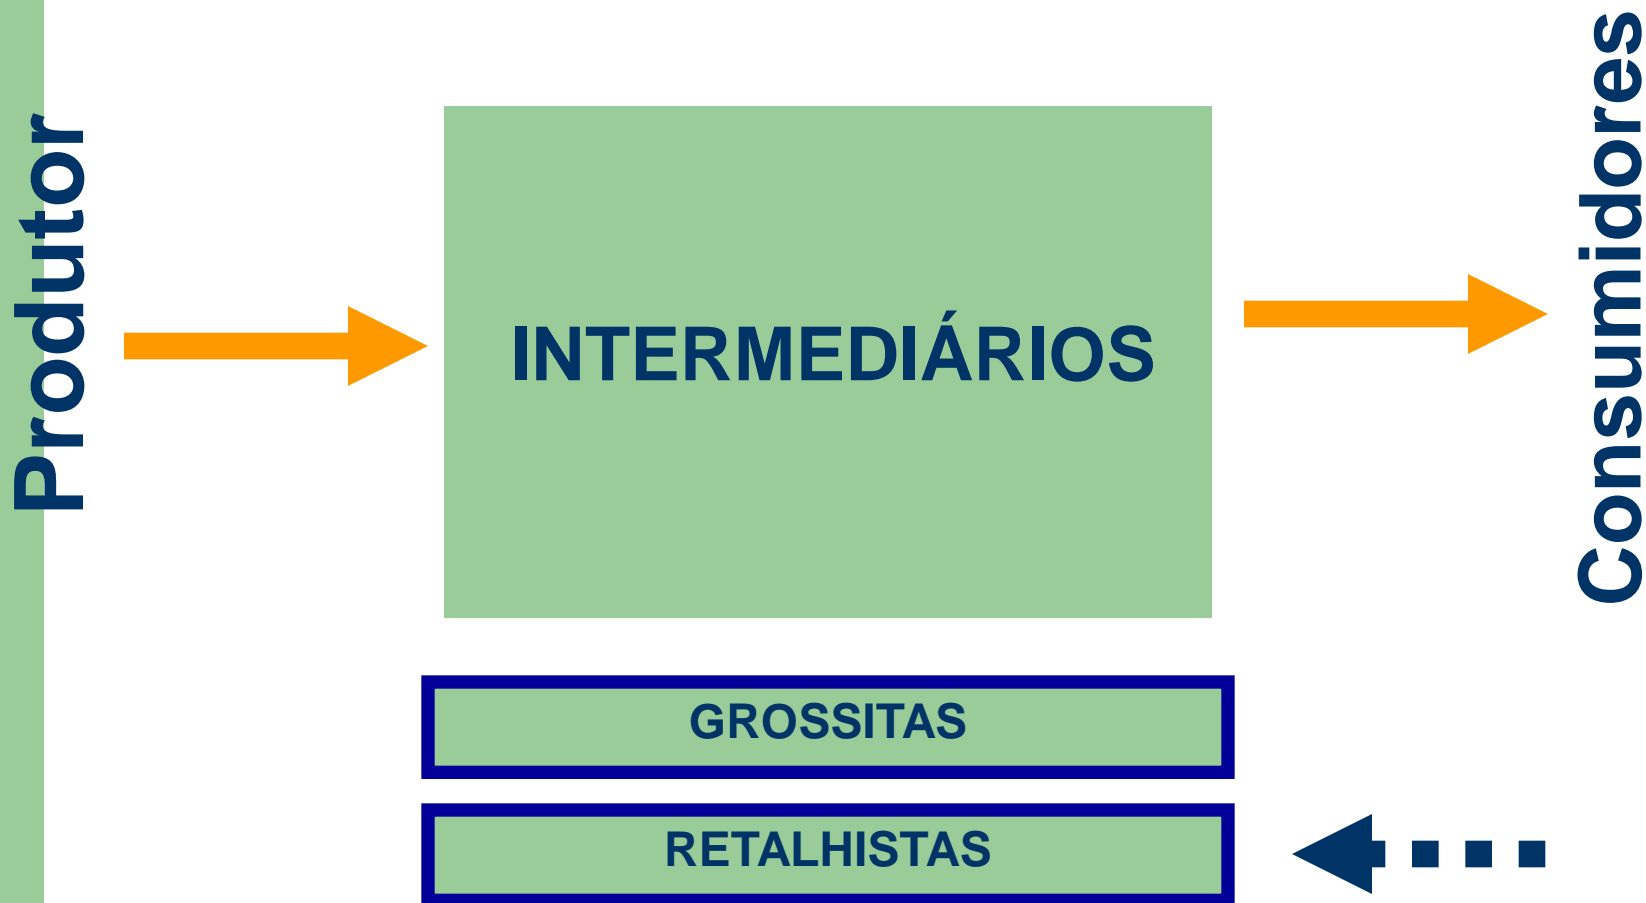 Produtor
INTERMEDIÁRIOS
Consumidores
GROSSITAS
RETALHISTAS